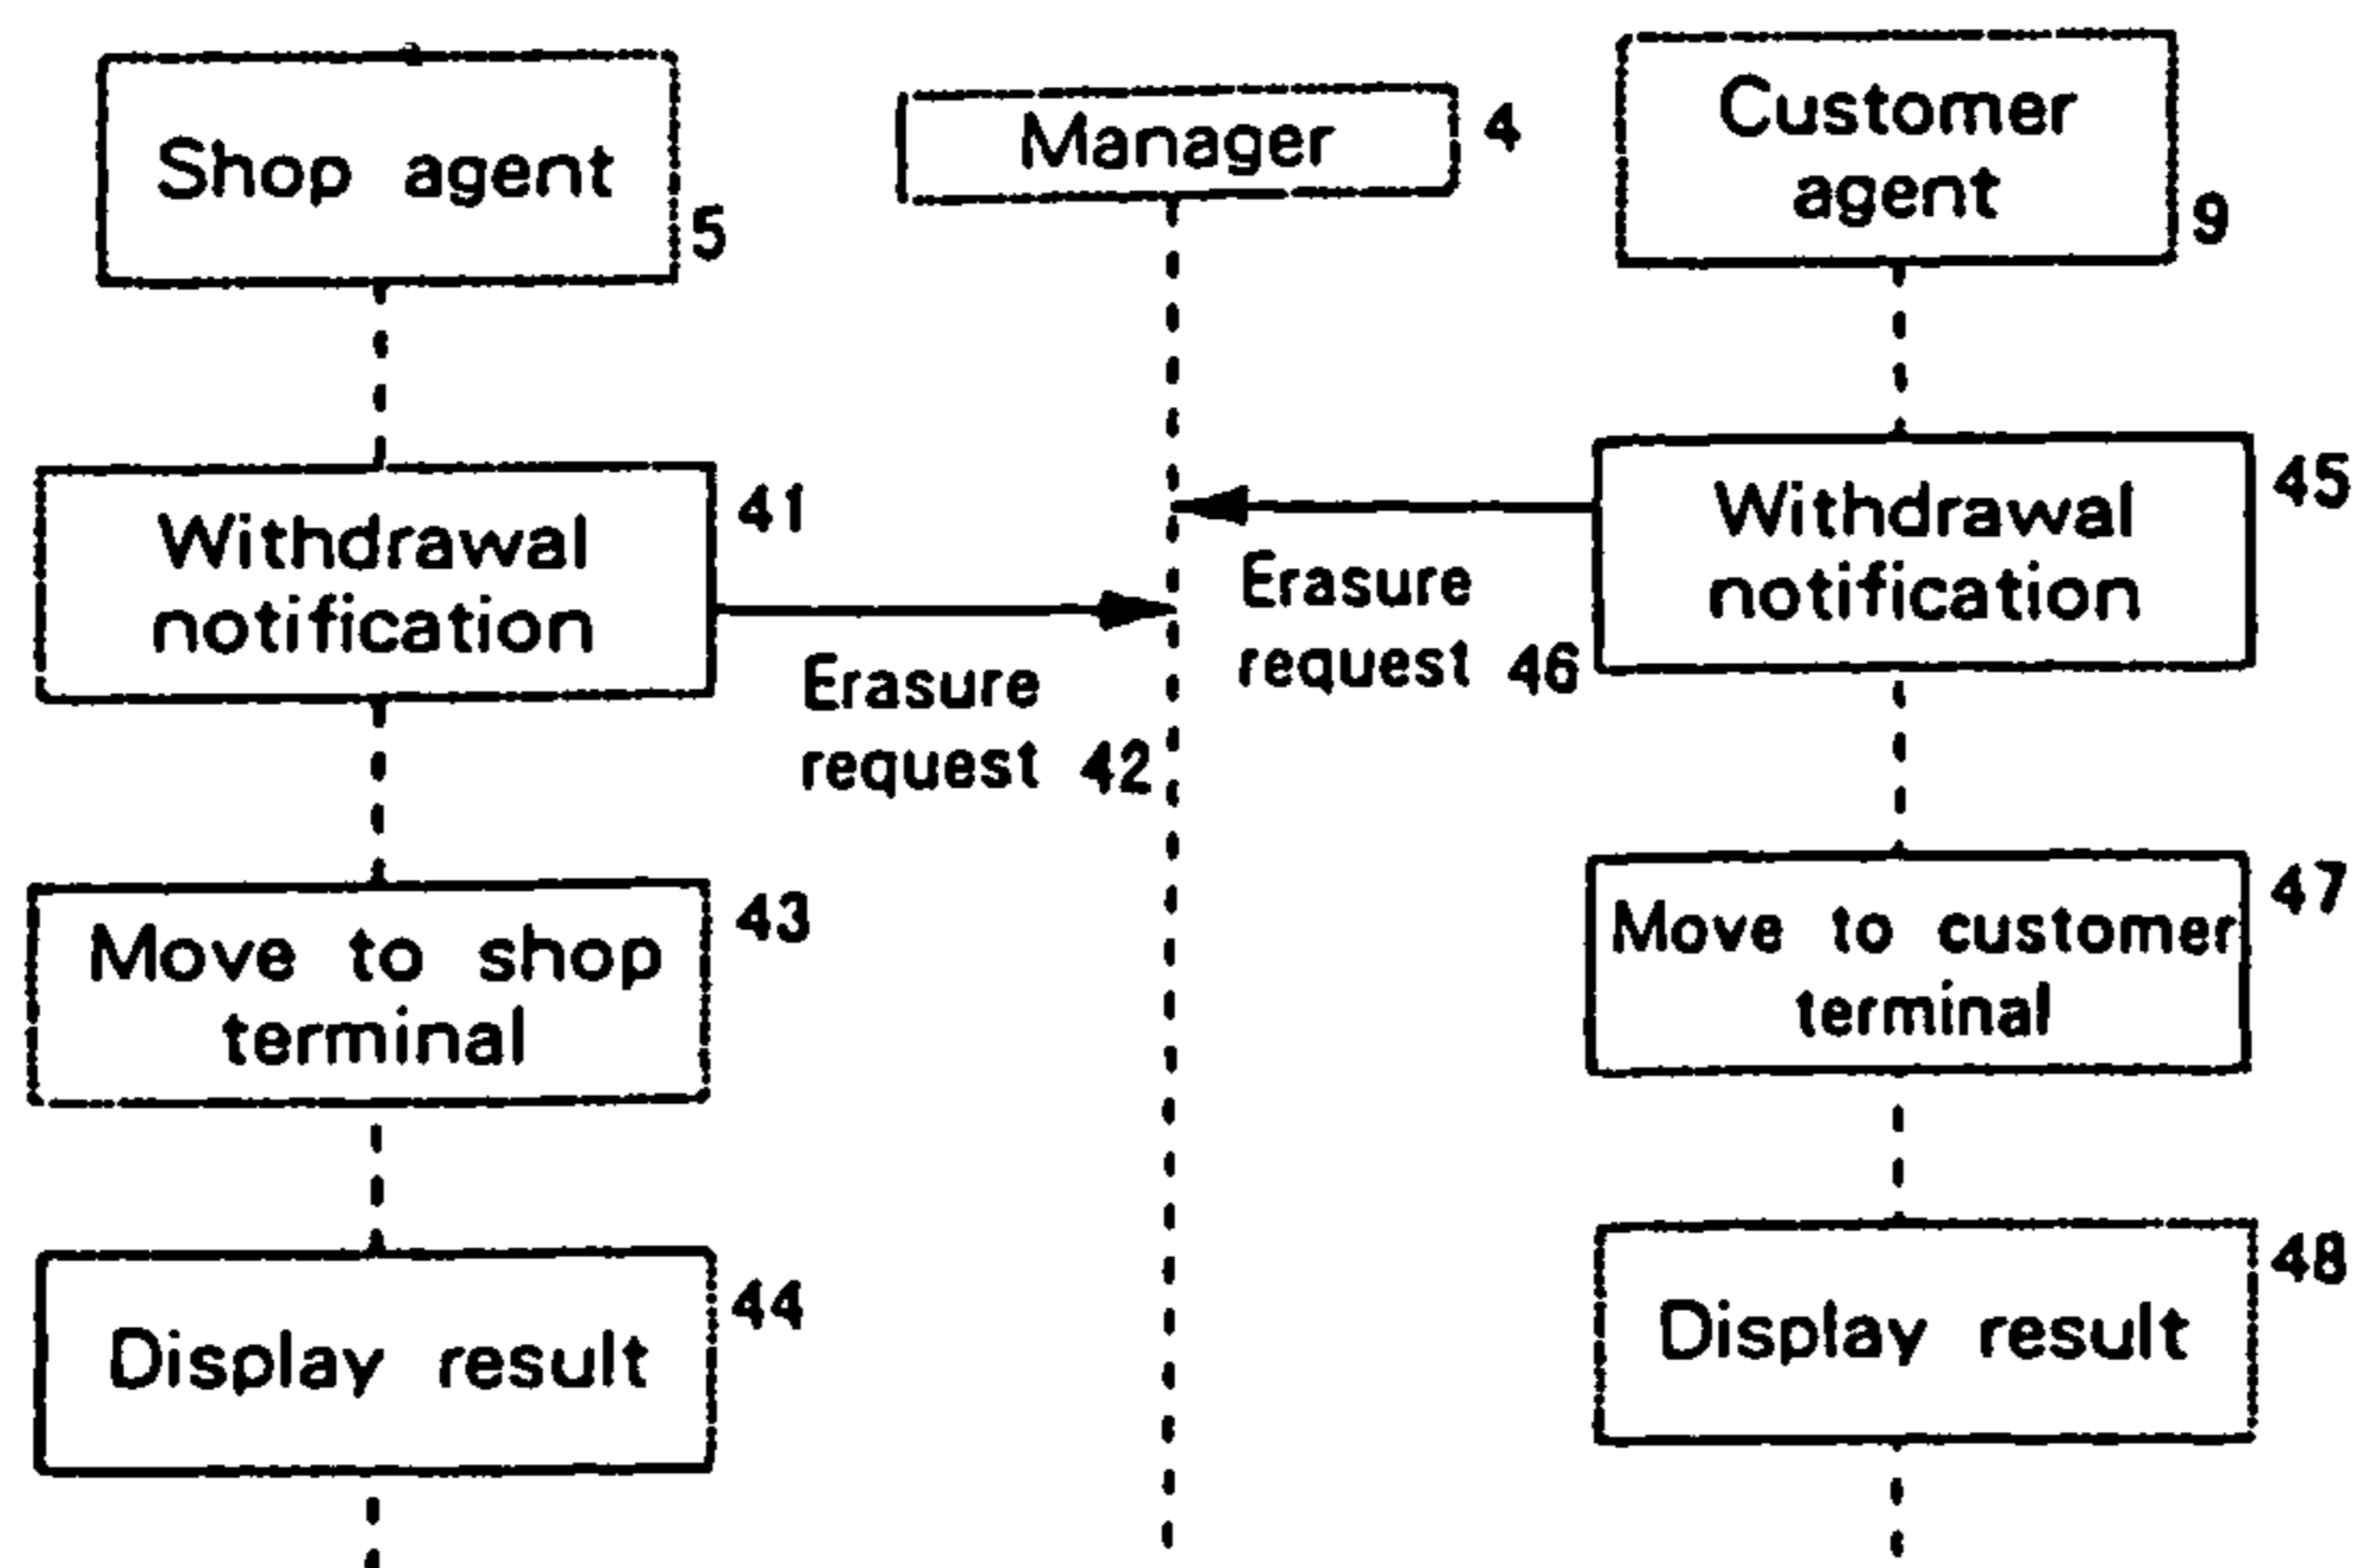 Shop agent
5
Manager
4
Customer
agent
9
Withdrawal
notification
41
Erasure
request 42
Erasure
request 46
Withdrawal
notification
45
Move to shop
terminal
43
Move to customer
terminal
47
Display result
44
Display result
48